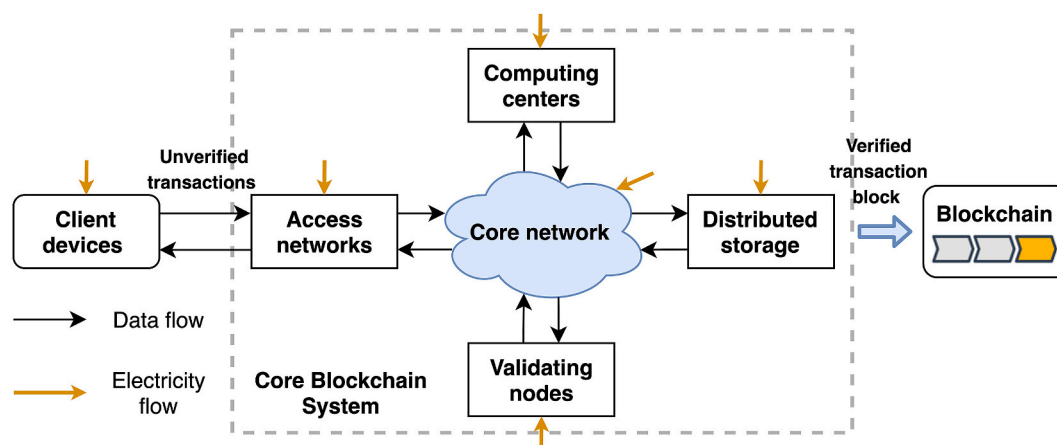 Computing
centers
Unverified
transactions
Verified
transaction
block
Client
devices
Access
networks
Core network
Distributed
storage
Blockchain
Data flow
Electricity
flow
Core Blockchain
System
Validating
nodes